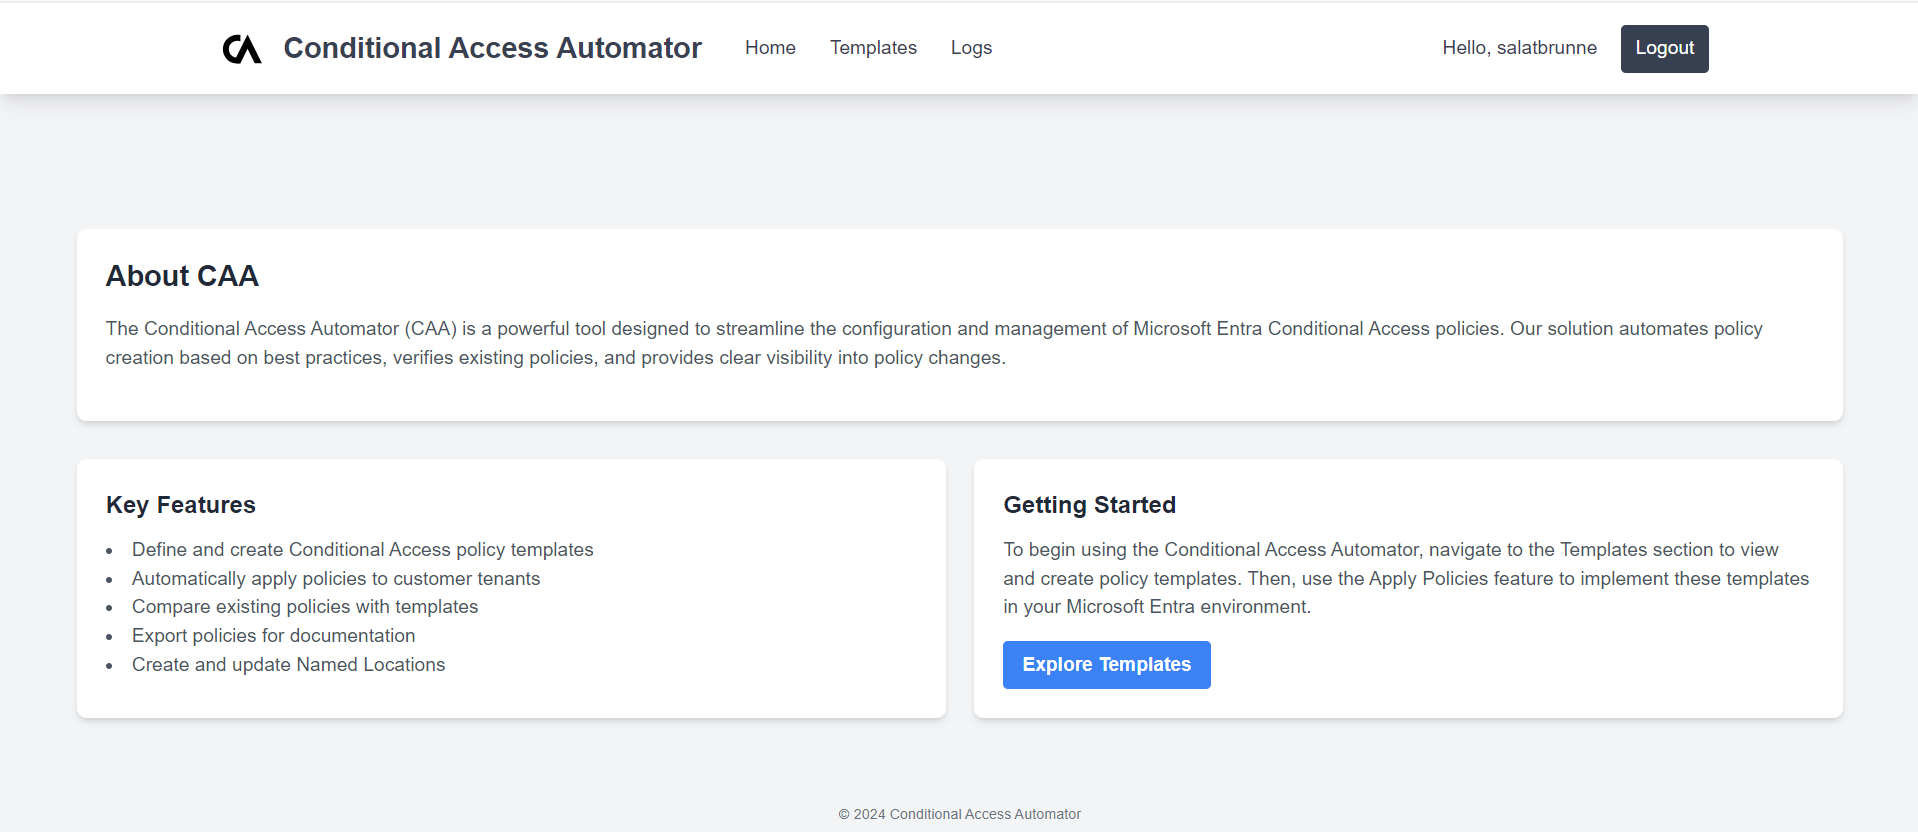 CA Conditional Access Automator Home Templates Logs Hello, salatbrunne Logout
About CAA
The Conditional Access Automator (CAA) is a powerful tool designed to streamline the configuration and management of Microsoft Entra Conditional Access policies. Our solution automates policy
creation based on best practices, verifies existing policies, and provides clear visibility into policy changes.
Key Features
• Define and create Conditional Access policy templates
• Automatically apply policies to customer tenants
• Compare existing policies with templates
• Export policies for documentation
• Create and update Named Locations
Getting Started
To begin using the Conditional Access Automator, navigate to the Templates section to view
and create policy templates. Then, use the Apply Policies feature to implement these templates
in your Microsoft Entra environment.
Explore Templates
© 2024 Conditional Access Automator